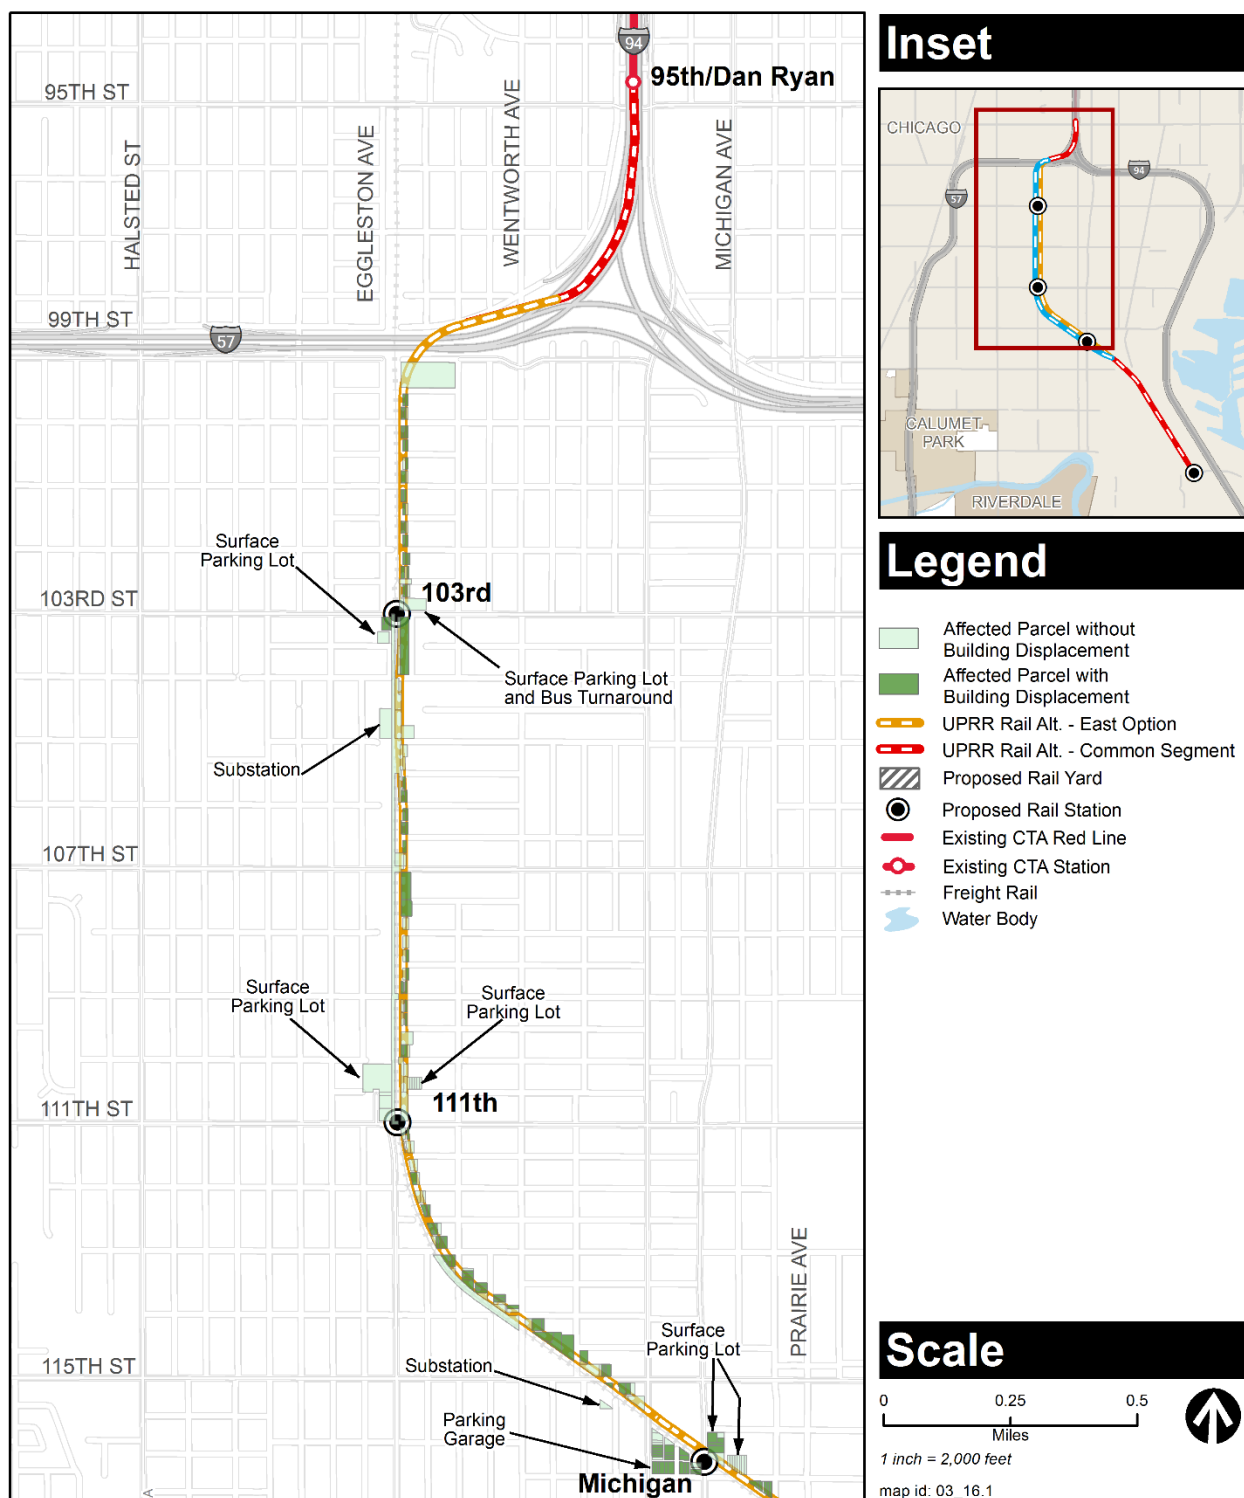 94
95th/Dan Ryan
95TH ST
HALSTED ST
EGGLESTON AVE
WENTWORTH AVE
MICHIGAN AVE
99TH ST
57
Surface
Parking Lot
103rd
103RD ST
Surface Parking Lot
and Bus Turnaround
Substation
107TH ST
Surface
Parking Lot
Surface
Parking Lot
111th
111TH ST
PRAIRIE AVE
Surface
Parking Lot
Substation
115TH ST
Parking
Garage
Michigan
Inset
CHICAGO
94
57
CALUMET
PARK
RIVERDALE
Legend
Affected Parcel without
Building Displacement
Affected Parcel with
Building Displacement
UPRR Rail Alt. - East Option
UPRR Rail Alt. - Common Segment
Proposed Rail Yard
Proposed Rail Station
Existing CTA Red Line
Existing CTA Station
Freight Rail
Water Body
Scale
0 0.25 0.5
Miles
1 inch = 2,000 feet
map id: 03_16.1